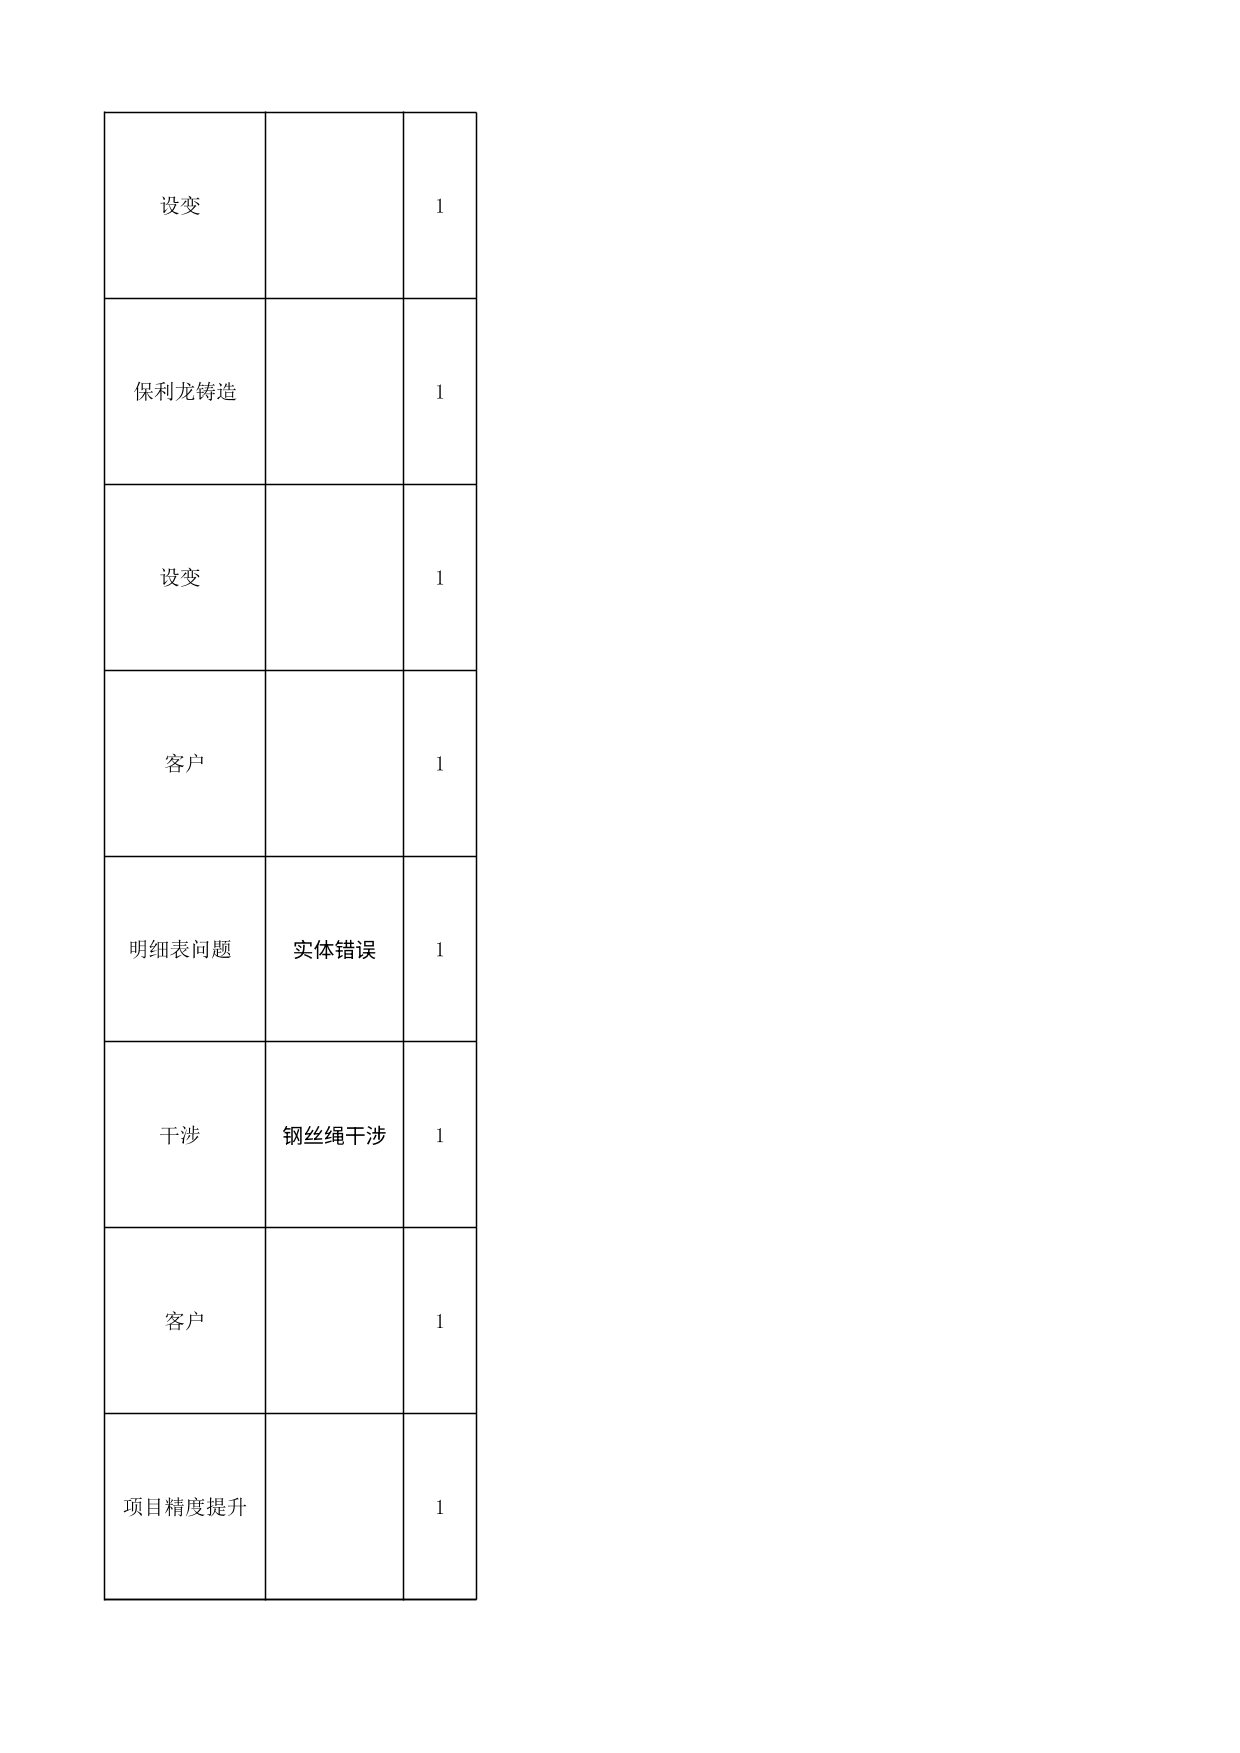 设变 1
保利龙铸造 1
设变 1
客户 1
明细表问题 实体错误 1
干涉 钢丝绳干涉 1
客户 1
项目精度提升 1